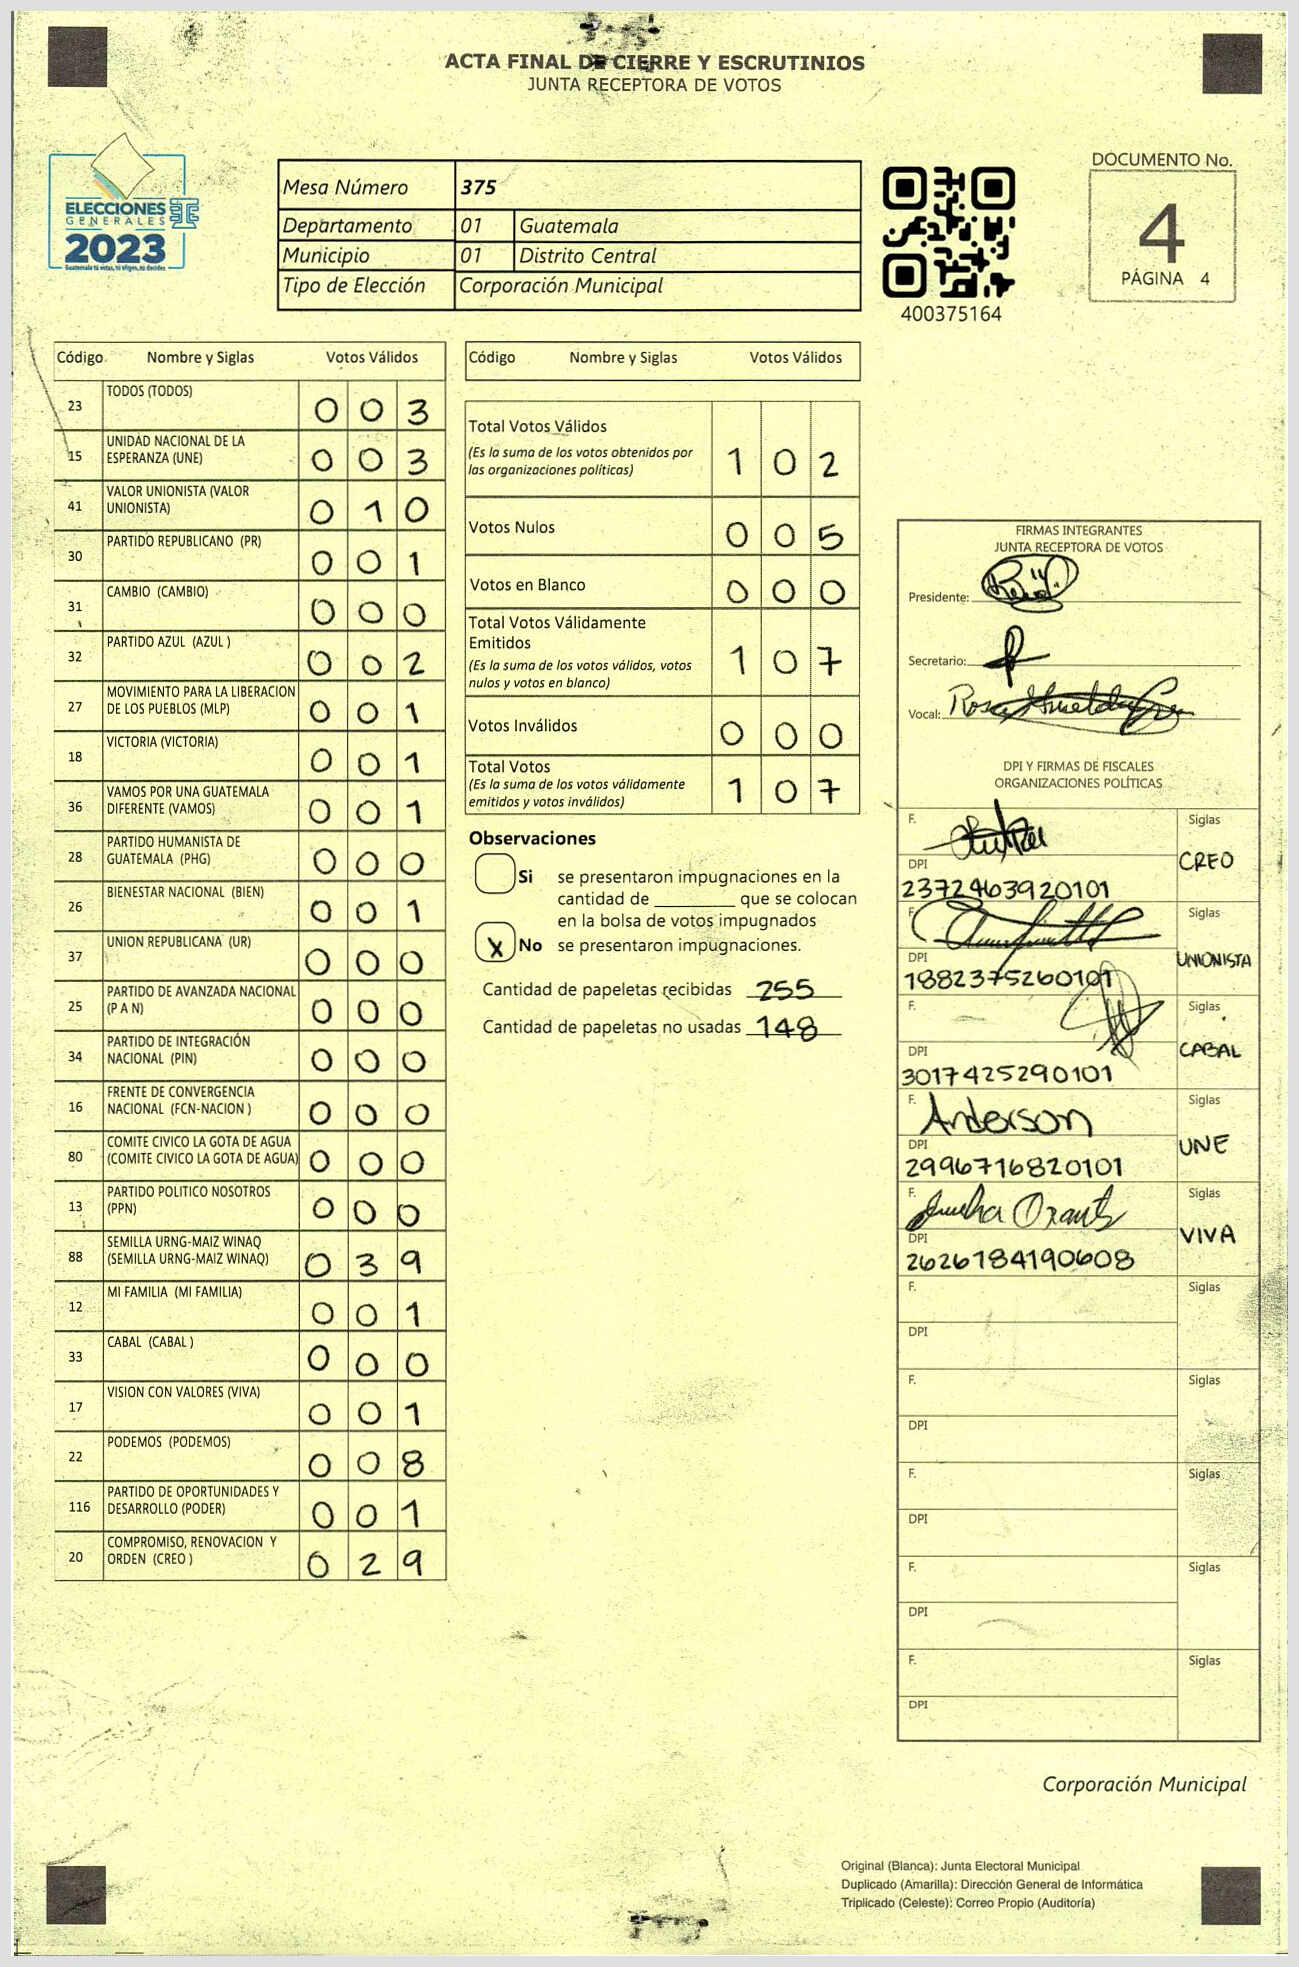 ACTA FINAL DE CIERRE Y ESCRUTINIOS
JUNTA RECEPTORA DE VOTOS
ELECCIONES
GENERALES
2023
Guatemala tú votas, tú eliges, tú decides
Mesa Número 375
Departamento 01 Guatemala
Municipio 01 Distrito Central
Tipo de Elección Corporación Municipal
400375164
DOCUMENTO No.
4
PÁGINA 4
Código Nombre y Siglas Votos Válidos
23 TODOS (TODOS) 0 0 3
15 UNIDAD NACIONAL DE LA
ESPERANZA (UNE) 0 0 3
41 VALOR UNIONISTA (VALOR
UNIONISTA) 0 1 0
30 PARTIDO REPUBLICANO (PR) 0 0 1
31 CAMBIO (CAMBIO) 0 0 0
32 PARTIDO AZUL (AZUL ) 0 0 2
27 MOVIMIENTO PARA LA LIBERACION
DE LOS PUEBLOS (MLP) 0 0 1
18 VICTORIA (VICTORIA) 0 0 1
36 VAMOS POR UNA GUATEMALA
DIFERENTE (VAMOS) 0 0 1
28 PARTIDO HUMANISTA DE
GUATEMALA (PHG) 0 0 0
26 BIENESTAR NACIONAL (BIEN) 0 0 1
37 UNION REPUBLICANA (UR) 0 0 0
25 PARTIDO DE AVANZADA NACIONAL
(P A N) 0 0 0
34 PARTIDO DE INTEGRACIÓN
NACIONAL (PIN) 0 0 0
16 FRENTE DE CONVERGENCIA
NACIONAL (FCN-NACION ) 0 0 0
80 COMITE CIVICO LA GOTA DE AGUA
(COMITE CIVICO LA GOTA DE AGUA) 0 0 0
13 PARTIDO POLITICO NOSOTROS
(PPN) 0 0 0
88 SEMILLA URNG-MAIZ WINAQ
(SEMILLA URNG-MAIZ WINAQ) 0 3 9
12 MI FAMILIA (MI FAMILIA) 0 0 1
33 CABAL (CABAL ) 0 0 0
17 VISION CON VALORES (VIVA) 0 0 1
22 PODEMOS (PODEMOS) 0 0 8
116 PARTIDO DE OPORTUNIDADES Y
DESARROLLO (PODER) 0 0 1
20 COMPROMISO, RENOVACION Y
ORDEN (CREO ) 0 2 9
Código Nombre y Siglas Votos Válidos
Total Votos Válidos
(Es la suma de los votos obtenidos por
las organizaciones políticas) 1 0 2
Votos Nulos 0 0 5
Votos en Blanco 0 0 0
Total Votos Válidamente
Emitidos
(Es la suma de los votos válidos, votos
nulos y votos en blanco) 1 0 7
Votos Inválidos 0 0 0
Total Votos
(Es la suma de los votos válidamente
emitidos y votos inválidos) 1 0 7
Observaciones
Si se presentaron impugnaciones en la
cantidad de que se colocan
en la bolsa de votos impugnados
X No se presentaron impugnaciones.
Cantidad de papeletas recibidas 255
Cantidad de papeletas no usadas 148
FIRMAS INTEGRANTES
JUNTA RECEPTORA DE VOTOS
Presidente:
Secretario:
Vocal: Rosa
DPI Y FIRMAS DE FISCALES
ORGANIZACIONES POLÍTICAS
F. Siglas
CREO
DPI
2372463920101
F. Siglas
UNIONISTA
DPI
1882375260101
F. Siglas
CABAL
DPI
3017425290101
F. Anderson Siglas
UNE
DPI
2996716820101
F. Siglas
VIVA
DPI
2626184190608
F. Siglas
DPI
F. Siglas
DPI
F. Siglas
DPI
F. Siglas
DPI
F. Siglas
DPI
Corporación Municipal
Original (Blanca): Junta Electoral Municipal
Duplicado (Amarilla): Dirección General de Informática
Triplicado (Celeste): Correo Propio (Auditoría)